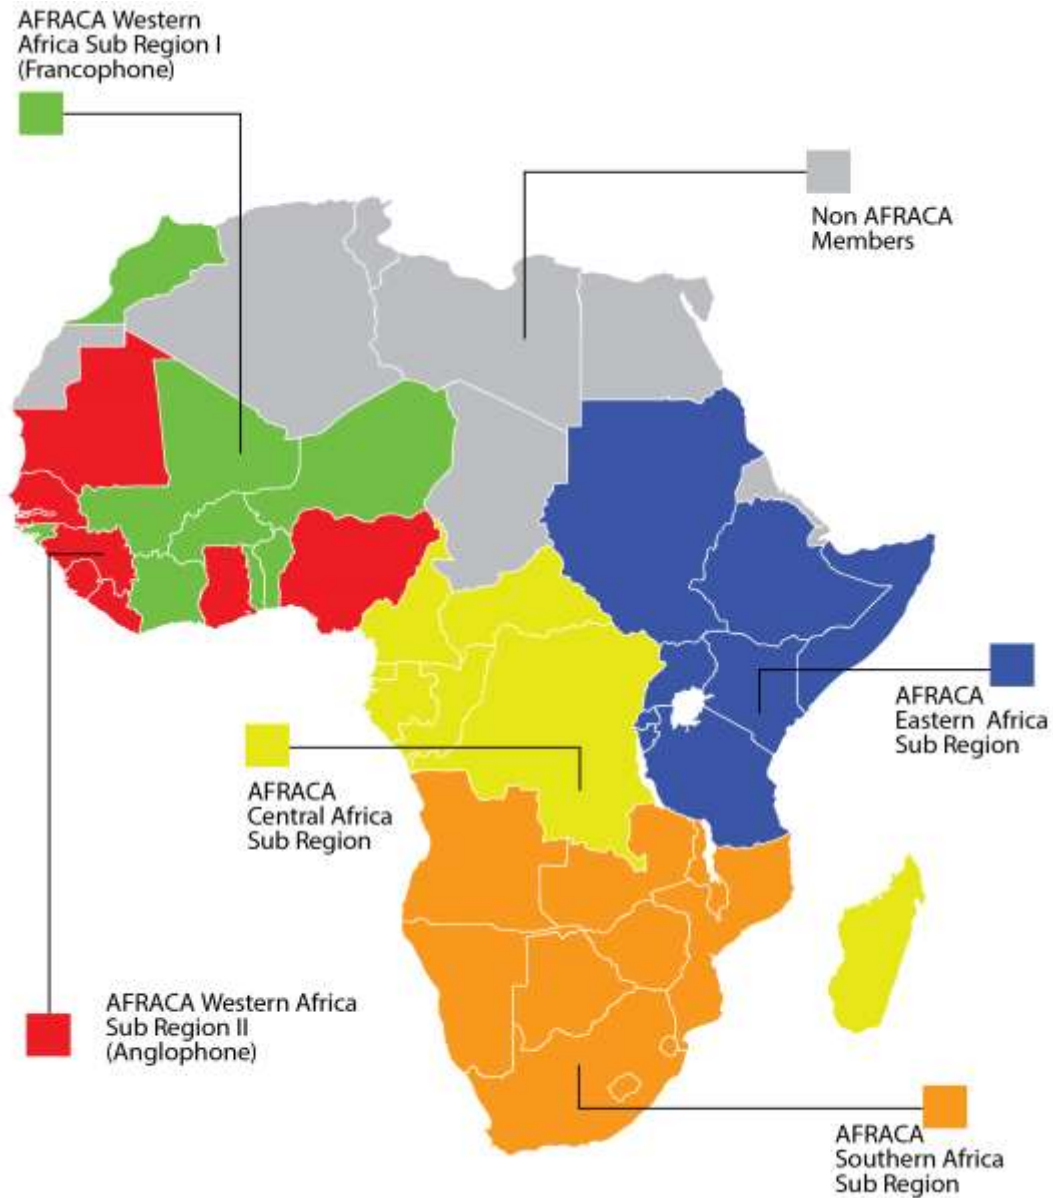 AFRACA Western
Africa Sub Region I
(Francophone)
Non AFRACA
Members
AFRACA
Eastern Africa
Sub Region
AFRACA
Central Africa
Sub Region
AFRACA Western Africa
Sub Region II
(Anglophone)
AFRACA
Southern Africa
Sub Region